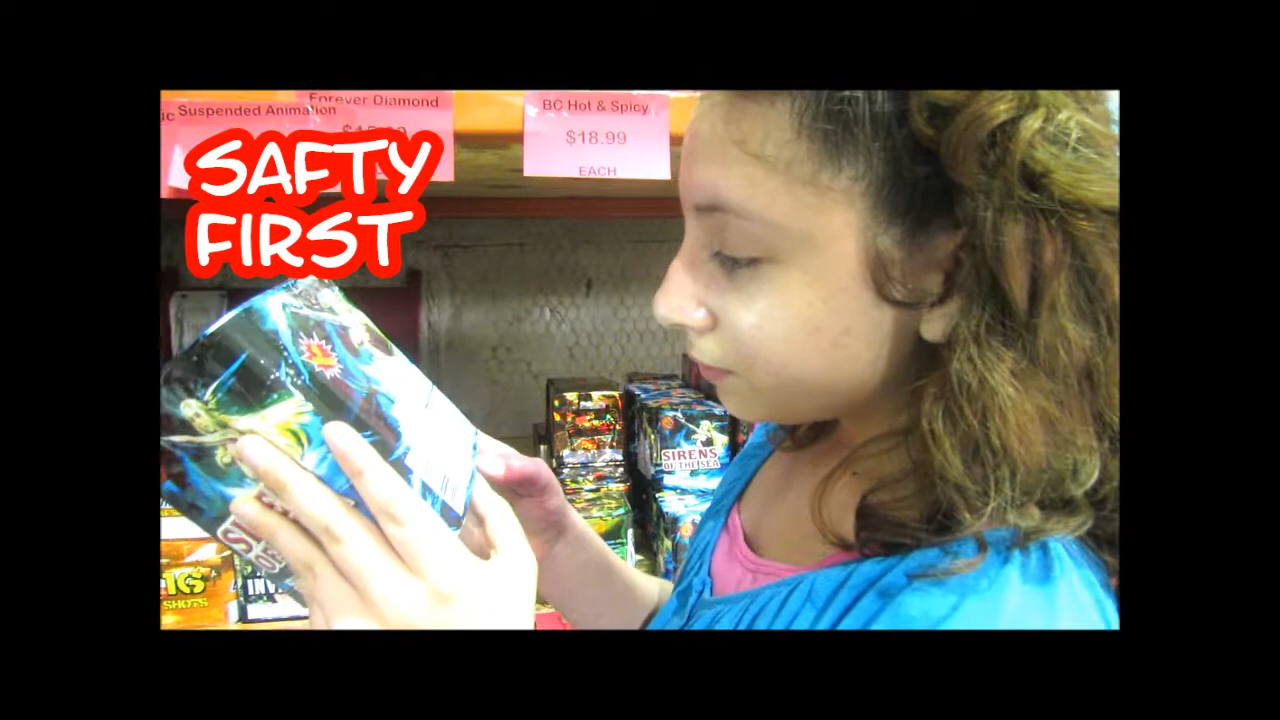 Suspended Animation
Forever Diamond
BC Hot & Spicy
$18.99
EACH
SAFTY
FIRST
SIRENS
OF THE SEA
SHOTS